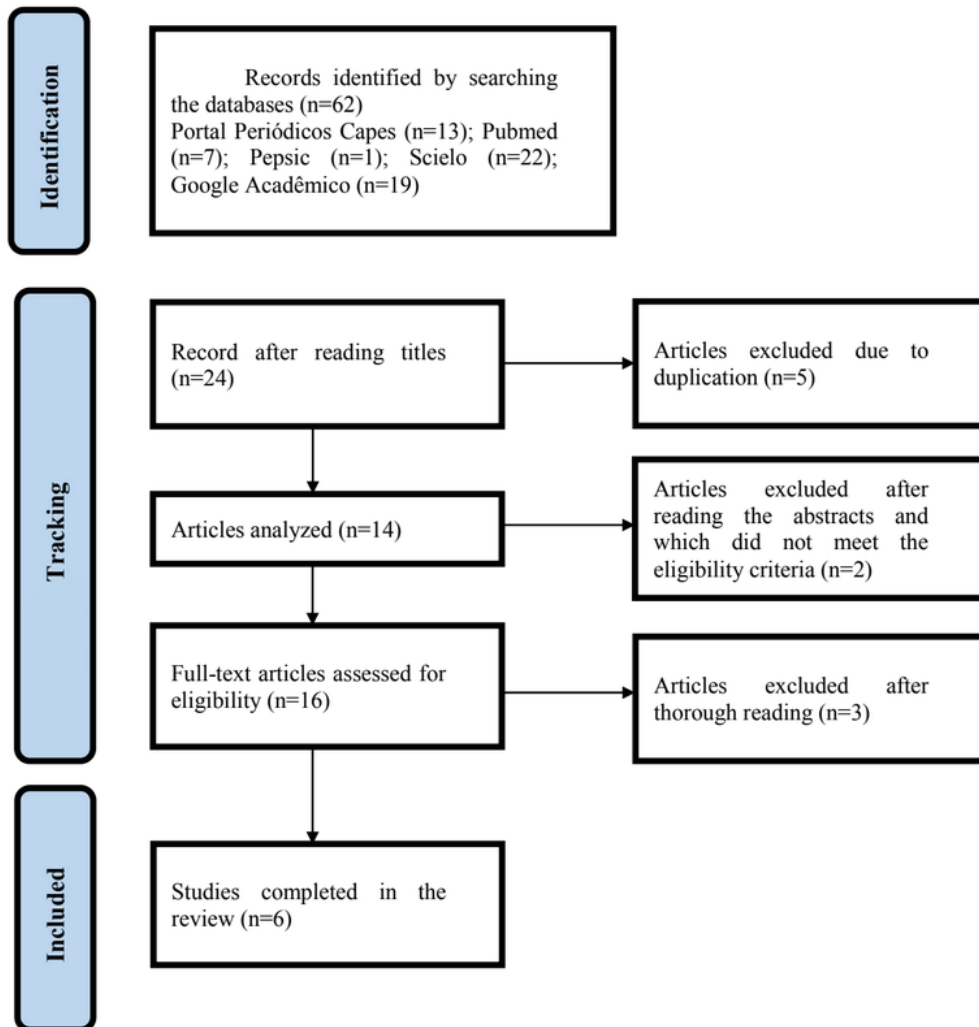 Identification
Records identified by searching
the databases (n=62)
Portal Periódicos Capes (n=13); Pubmed
(n=7); Pepsic (n=1); Scielo (n=22);
Google Acadêmico (n=19)
Tracking
Record after reading titles
(n=24)
Articles excluded due to
duplication (n=5)
Articles analyzed (n=14)
Articles excluded after
reading the abstracts and
which did not meet the
eligibility criteria (n=2)
Full-text articles assessed for
eligibility (n=16)
Articles excluded after
thorough reading (n=3)
Included
Studies completed in the
review (n=6)